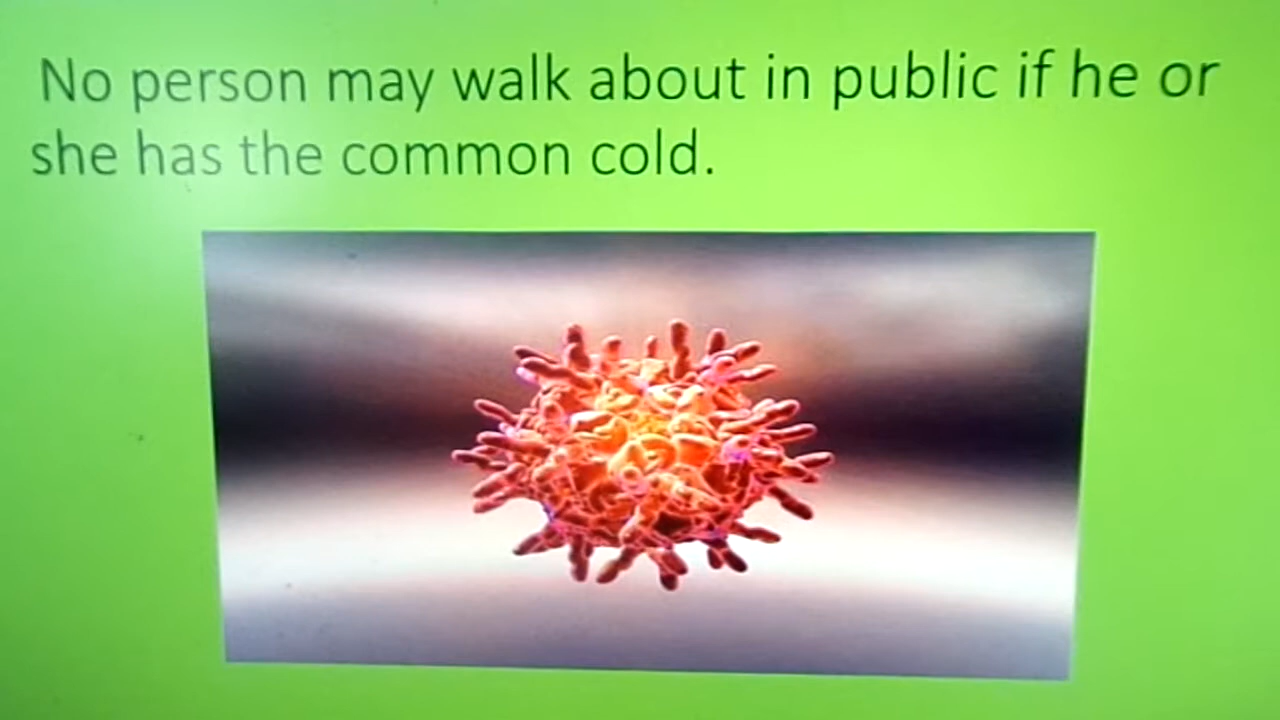 No person may walk about in public if he or
she has the common cold.